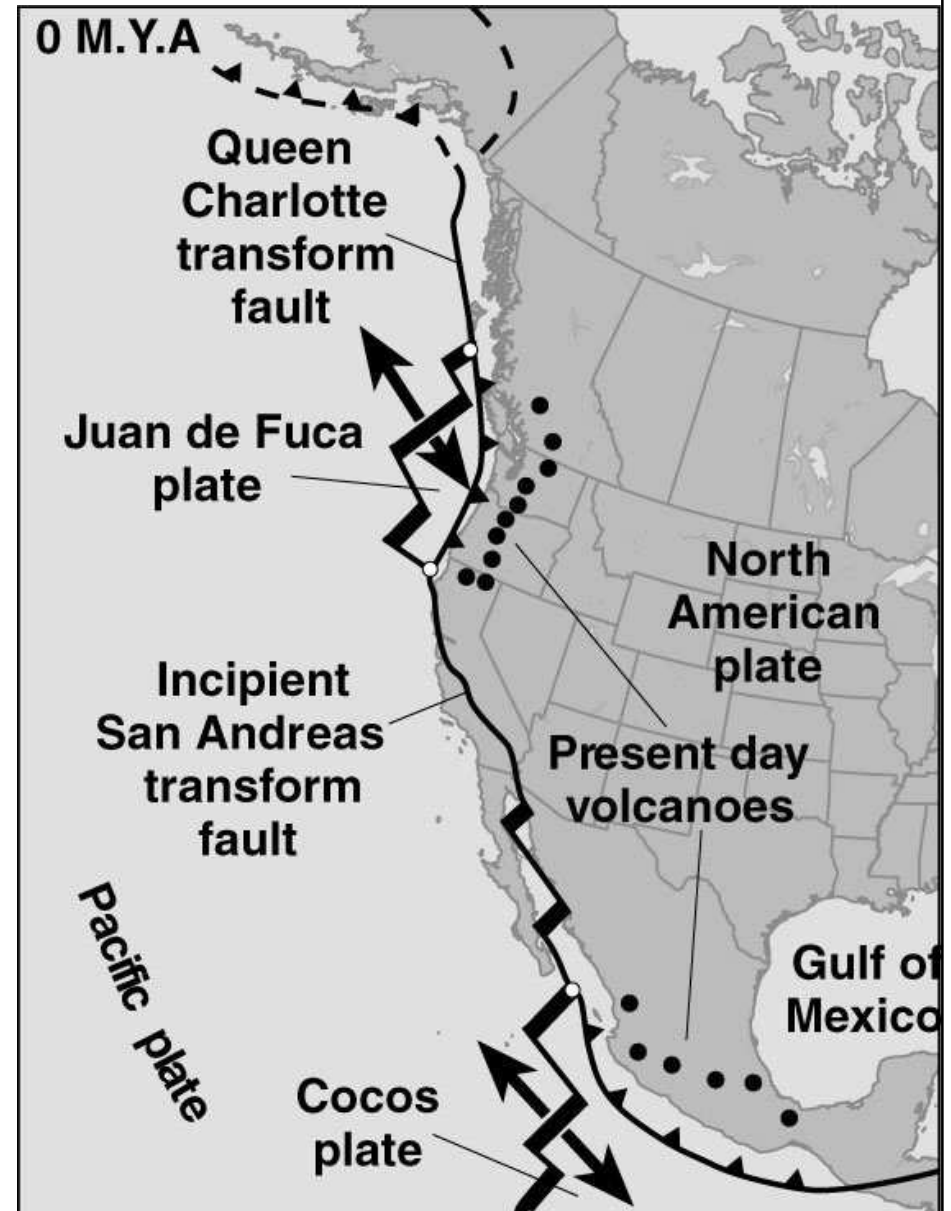 0 M.Y.A
Queen
Charlotte
transform
fault
Juan de Fuca
plate
North
American
plate
Incipient
San Andreas
transform
fault
Present day
volcanoes
Pacific plate
Gulf of
Mexico
Cocos
plate